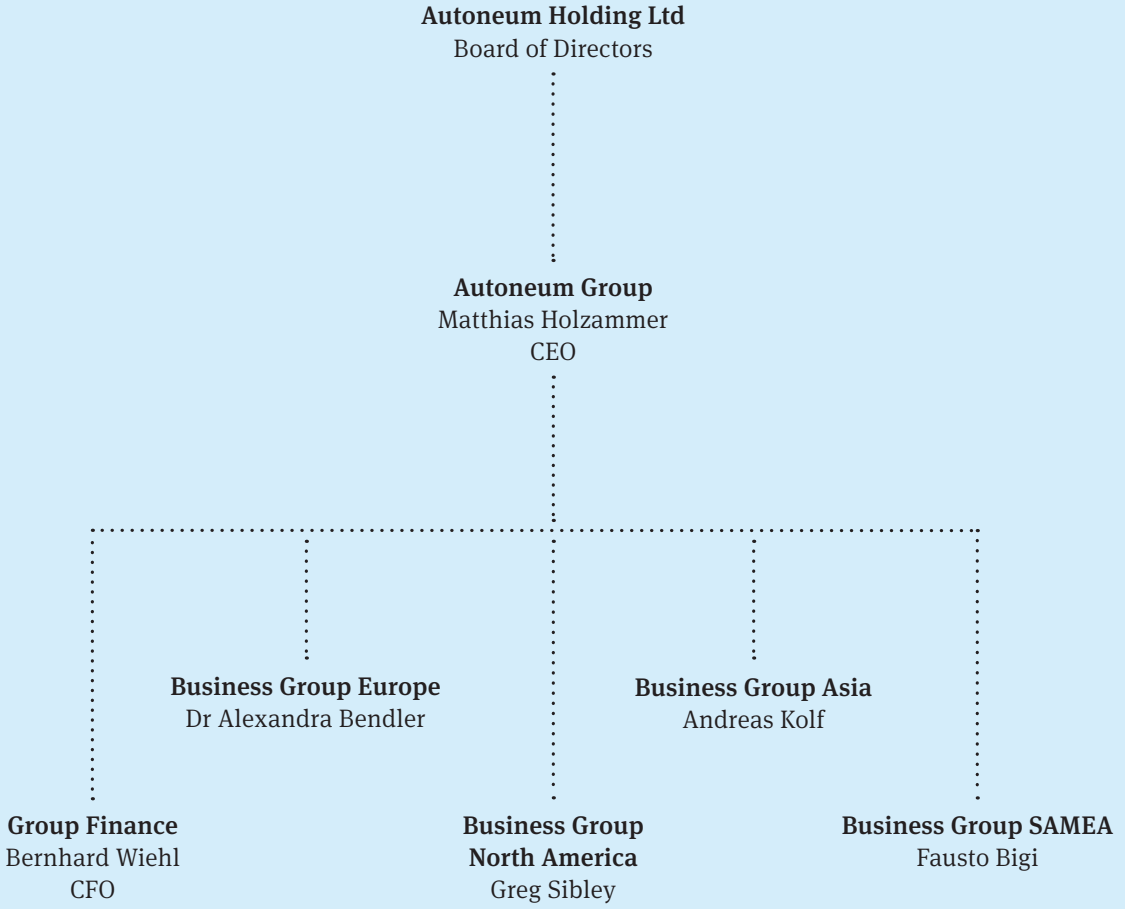 Autoneum Holding Ltd
Board of Directors
Autoneum Group
Matthias Holzammer
CEO
Business Group Europe
Dr Alexandra Bendler
Business Group Asia
Andreas Kolf
Group Finance
Bernhard Wiehl
CFO
Business Group
North America
Greg Sibley
Business Group SAMEA
Fausto Bigi